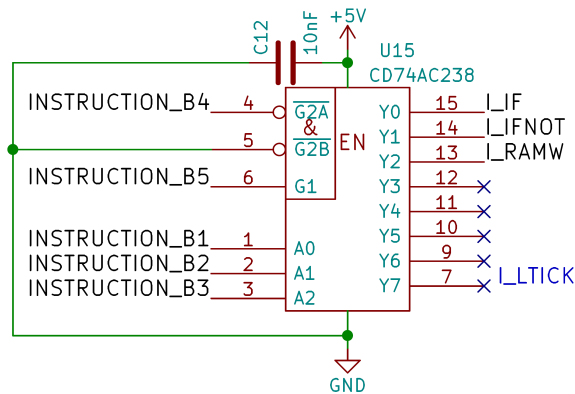 +5V
C12
10nF
U15
CD74AC238
INSTRUCTION_B4 4 G2A Y0 15 I_IF
& EN
Y1 14 I_IFNOT
5 G2B Y2 13 I_RAMW
INSTRUCTION_B5 6 G1 Y3 12
Y4 11
INSTRUCTION_B1 1 A0 Y5 10
INSTRUCTION_B2 2 A1 Y6 9
INSTRUCTION_B3 3 A2 Y7 7 I_LTICK
GND